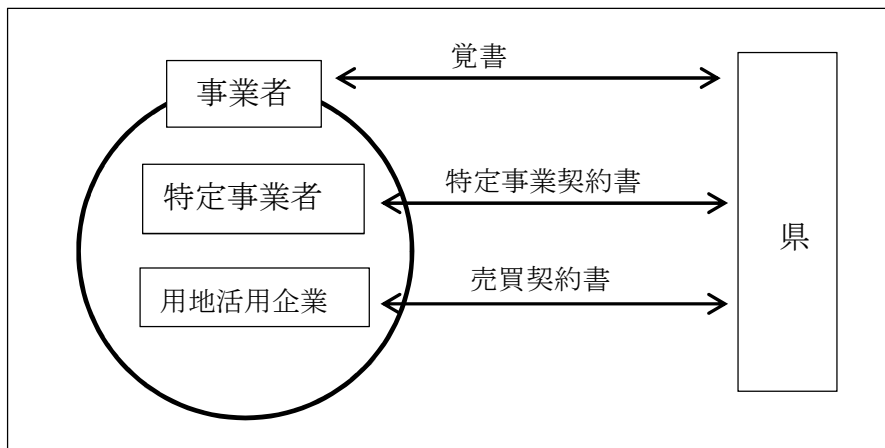 覚書
事業者
特定事業契約書
特定事業者
県
売買契約書
用地活用企業